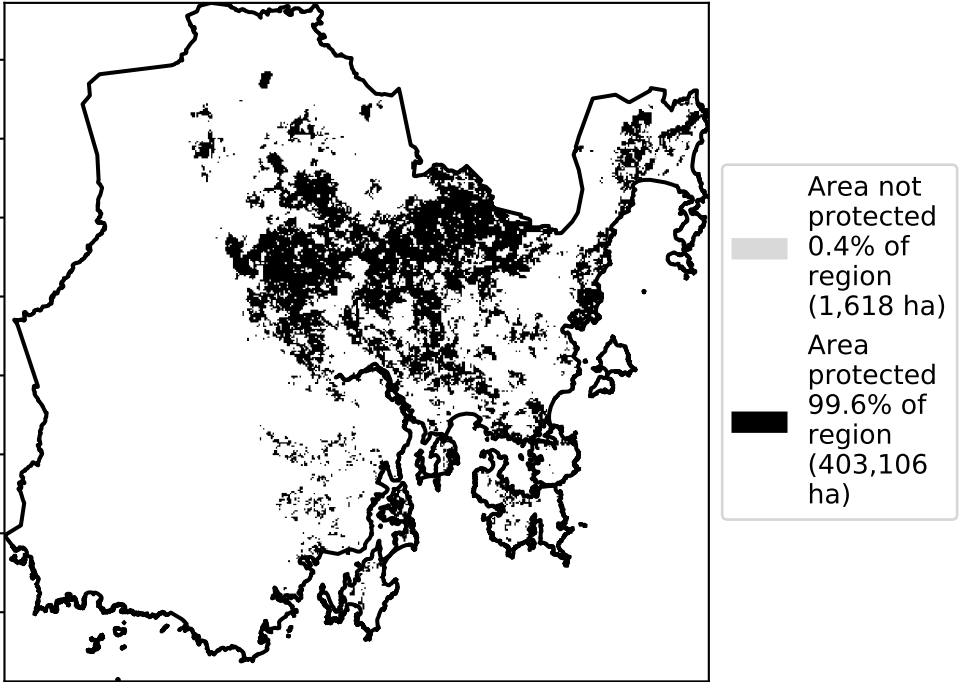 Area not
protected
0.4% of
region
(1,618 ha)
Area
protected
99.6% of
region
(403,106
ha)